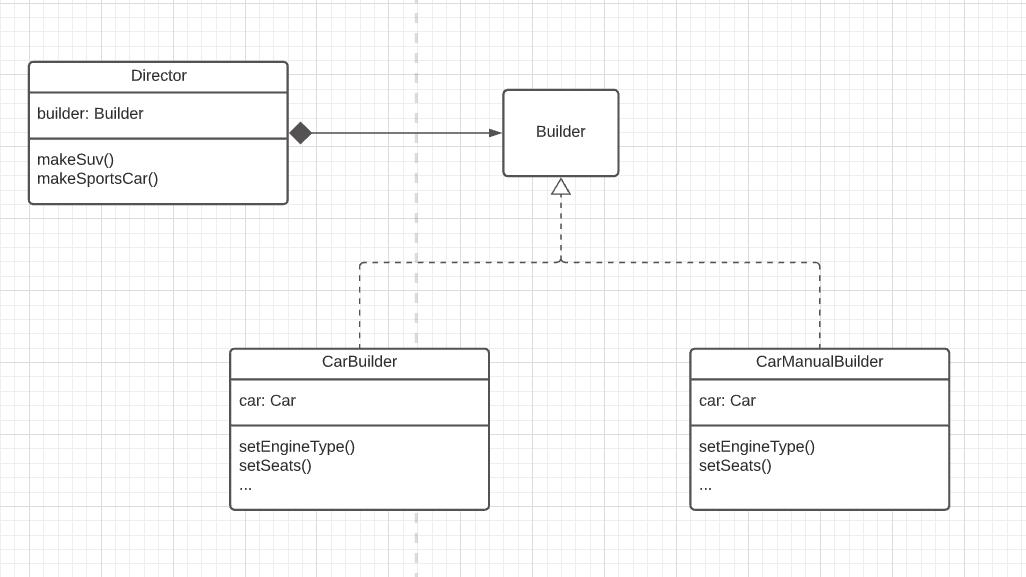 Director
builder: Builder
makeSuv()
makeSportsCar()
Builder
CarBuilder
car: Car
setEngineType()
setSeats()
...
CarManualBuilder
car: Car
setEngineType()
setSeats()
...